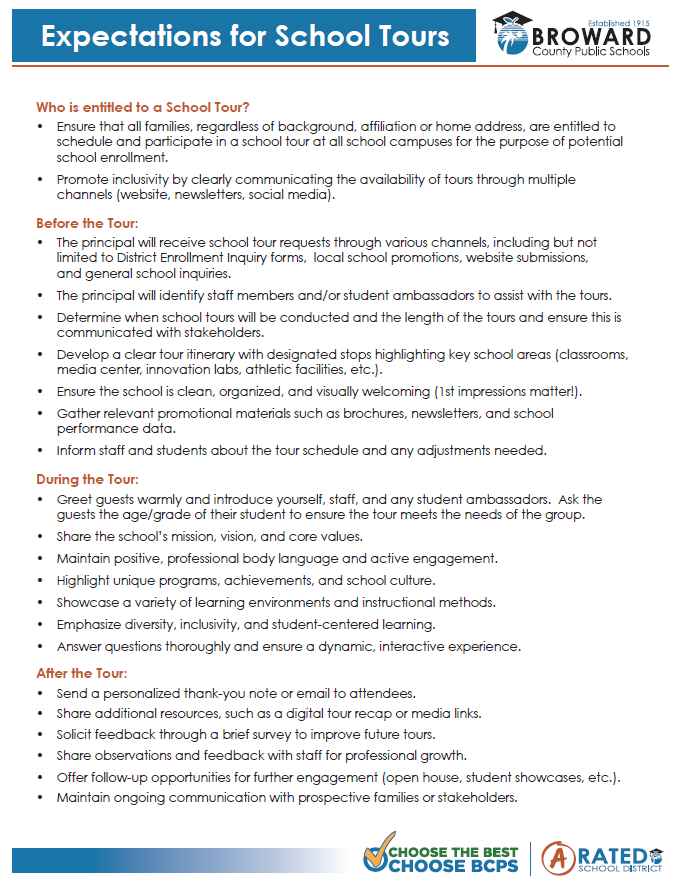 Expectations for School Tours
Established 1915
BROWARD
County Public Schools
Who is entitled to a School Tour?
• Ensure that all families, regardless of background, affiliation or home address, are entitled to
schedule and participate in a school tour at all school campuses for the purpose of potential
school enrollment.
• Promote inclusivity by clearly communicating the availability of tours through multiple
channels (website, newsletters, social media).
Before the Tour:
• The principal will receive school tour requests through various channels, including but not
limited to District Enrollment Inquiry forms,  local school promotions, website submissions,
and general school inquiries.
• The principal will identify staff members and/or student ambassadors to assist with the tours.
• Determine when school tours will be conducted and the length of the tours and ensure this is
communicated with stakeholders.
• Develop a clear tour itinerary with designated stops highlighting key school areas (classrooms,
media center, innovation labs, athletic facilities, etc.).
• Ensure the school is clean, organized, and visually welcoming (1st impressions matter!).
• Gather relevant promotional materials such as brochures, newsletters, and school
performance data.
• Inform staff and students about the tour schedule and any adjustments needed.
During the Tour:
• Greet guests warmly and introduce yourself, staff, and any student ambassadors.  Ask the
guests the age/grade of their student to ensure the tour meets the needs of the group.
• Share the school's mission, vision, and core values.
• Maintain positive, professional body language and active engagement.
• Highlight unique programs, achievements, and school culture.
• Showcase a variety of learning environments and instructional methods.
• Emphasize diversity, inclusivity, and student-centered learning.
• Answer questions thoroughly and ensure a dynamic, interactive experience.
After the Tour:
• Send a personalized thank-you note or email to attendees.
• Share additional resources, such as a digital tour recap or media links.
• Solicit feedback through a brief survey to improve future tours.
• Share observations and feedback with staff for professional growth.
• Offer follow-up opportunities for further engagement (open house, student showcases, etc.).
• Maintain ongoing communication with prospective families or stakeholders.
CHOOSE THE BEST
CHOOSE BCPS
A RATED
SCHOOL DISTRICT